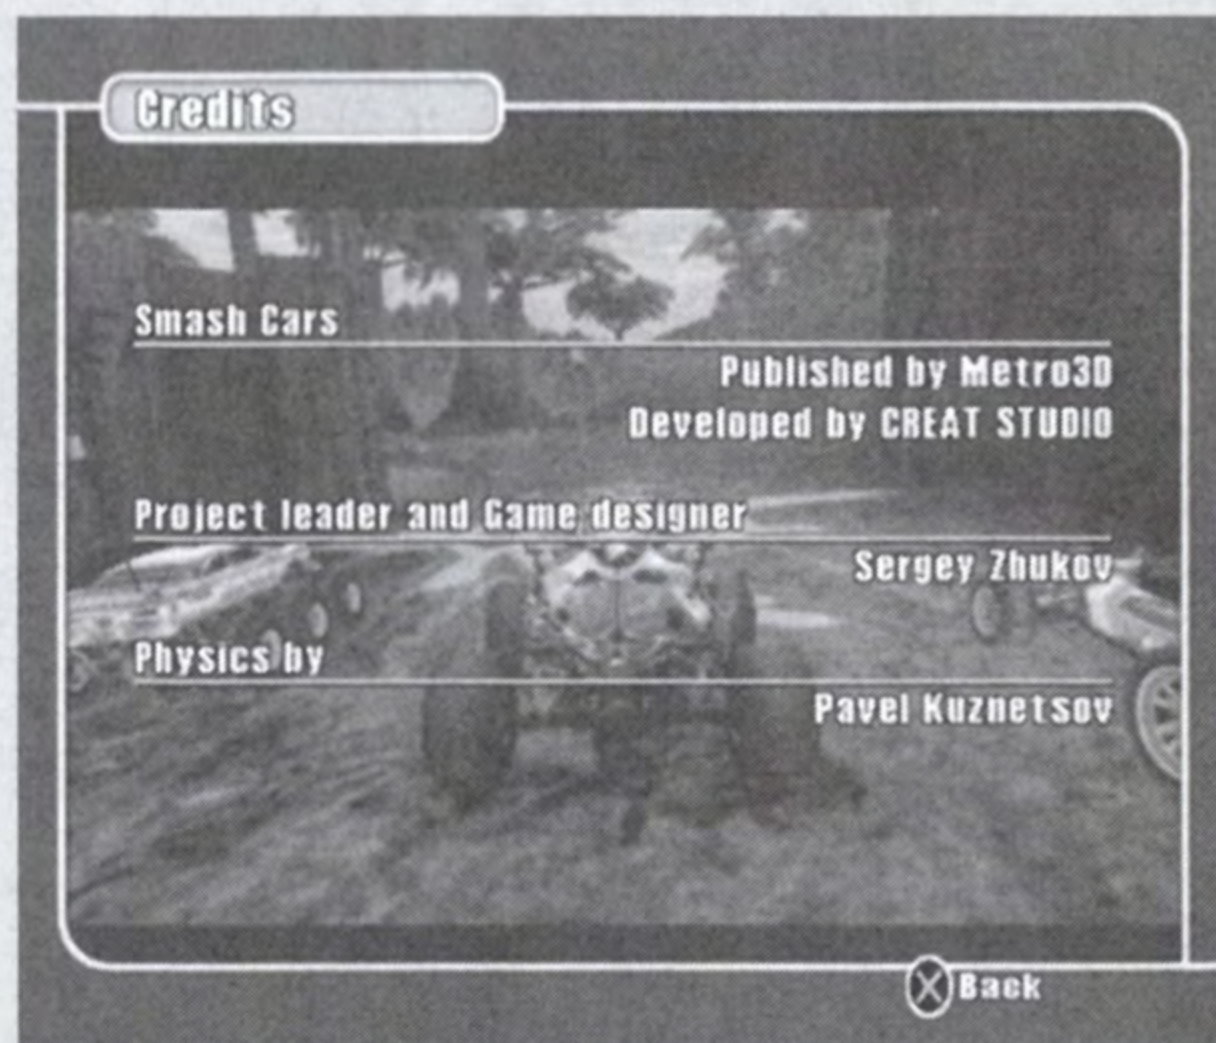 Credits
Smash Cars
Published by Metro3D
Developed by CREAT STUDIO
Project leader and Game designer
Sergey Zhukov
Physics by
Pavel Kuznetsov
Back